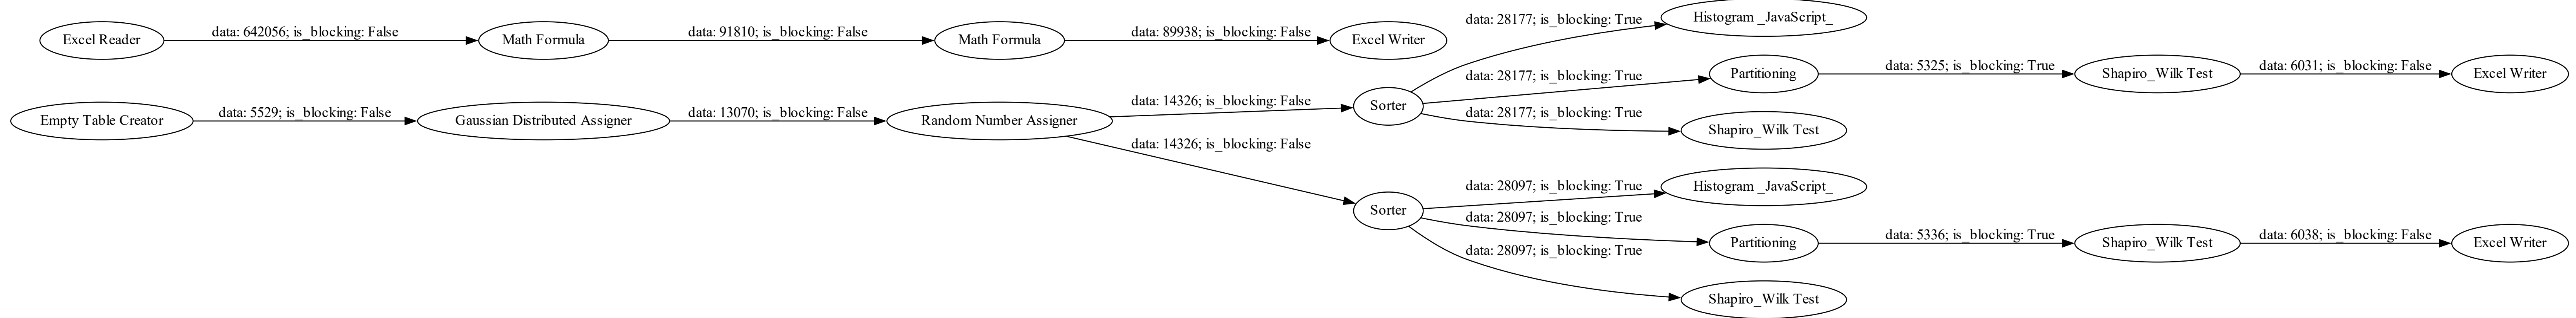 Excel Reader
data: 642056; is_blocking: False
Math Formula
data: 91810; is_blocking: False
Math Formula
data: 89938; is_blocking: False
Excel Writer
Empty Table Creator
data: 5529; is_blocking: False
Gaussian Distributed Assigner
data: 13070; is_blocking: False
Random Number Assigner
data: 14326; is_blocking: False
Sorter
data: 28177; is_blocking: True
Histogram _JavaScript_
data: 28177; is_blocking: True
Partitioning
data: 5325; is_blocking: True
Shapiro_Wilk Test
data: 6031; is_blocking: False
Excel Writer
data: 28177; is_blocking: True
Shapiro_Wilk Test
data: 14326; is_blocking: False
Sorter
data: 28097; is_blocking: True
Histogram _JavaScript_
data: 28097; is_blocking: True
Partitioning
data: 5336; is_blocking: True
Shapiro_Wilk Test
data: 6038; is_blocking: False
Excel Writer
data: 28097; is_blocking: True
Shapiro_Wilk Test